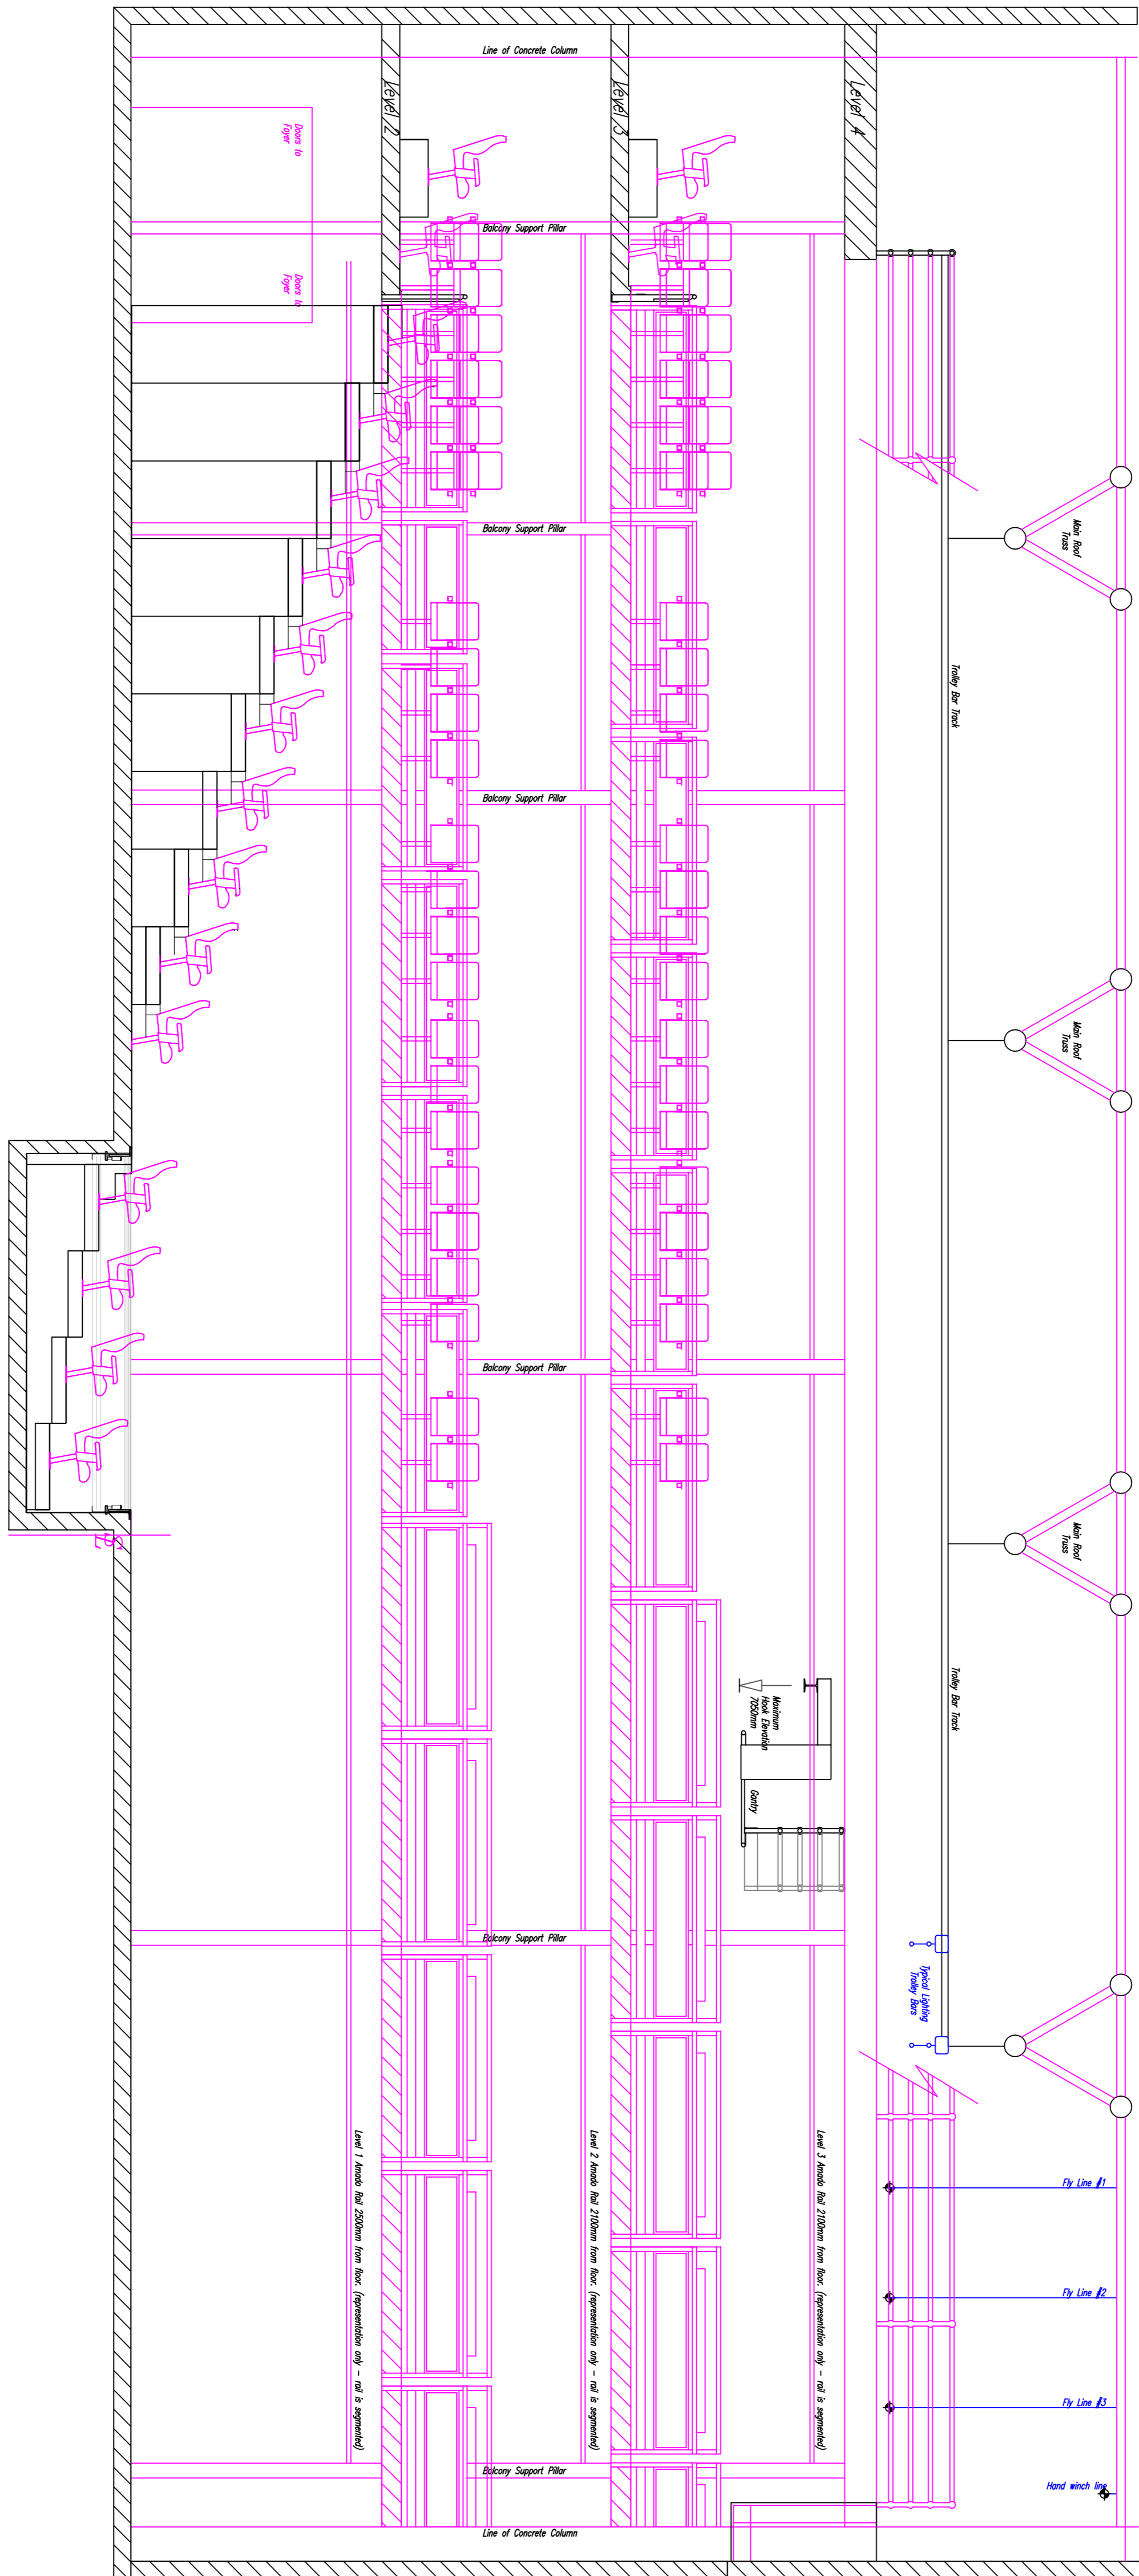 Line of Concrete Column
Level 2
Level 3
Level 4
Doors to
Foyer
Doors to
Foyer
Balcony Support Pillar
Balcony Support Pillar
Balcony Support Pillar
Balcony Support Pillar
Balcony Support Pillar
Balcony Support Pillar
Main Roof
Truss
Main Roof
Truss
Main Roof
Truss
Trolley Bar Track
Trolley Bar Track
Maximum
Hook Elevation
7050mm
Gantry
Typical Lighting
Trolley Bars
Level 1 Amado Rail 2500mm from floor. (representation only - rail is segmented)
Level 2 Amado Rail 2100mm from floor. (representation only - rail is segmented)
Level 3 Amado Rail 2100mm from floor. (representation only - rail is segmented)
Fly Line #1
Fly Line #2
Fly Line #3
Hand winch line
Line of Concrete Column